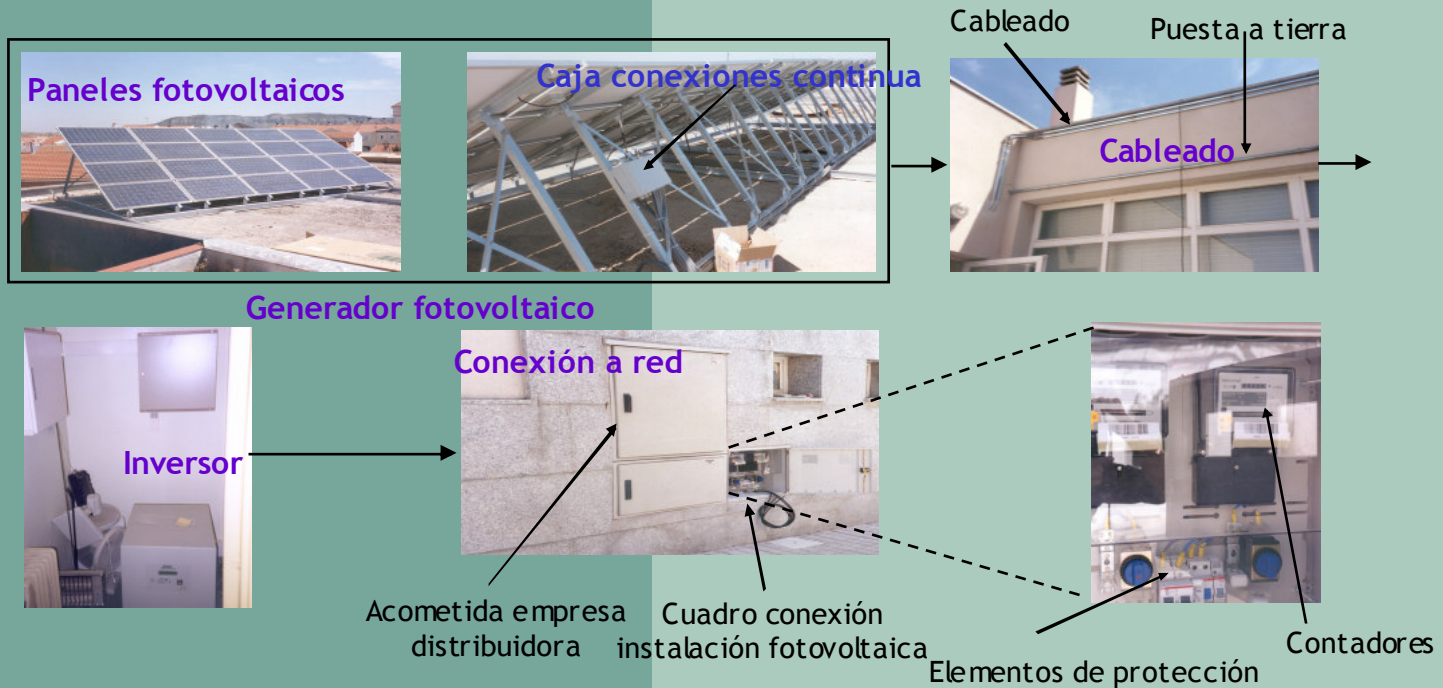 Cableado
Puesta a tierra
Paneles fotovoltaicos
Caja conexiones continua
Cableado
Generador fotovoltaico
Conexión a red
Inversor
Acometida empresa
distribuidora
Cuadro conexión
instalación fotovoltaica
Elementos de protección
Contadores